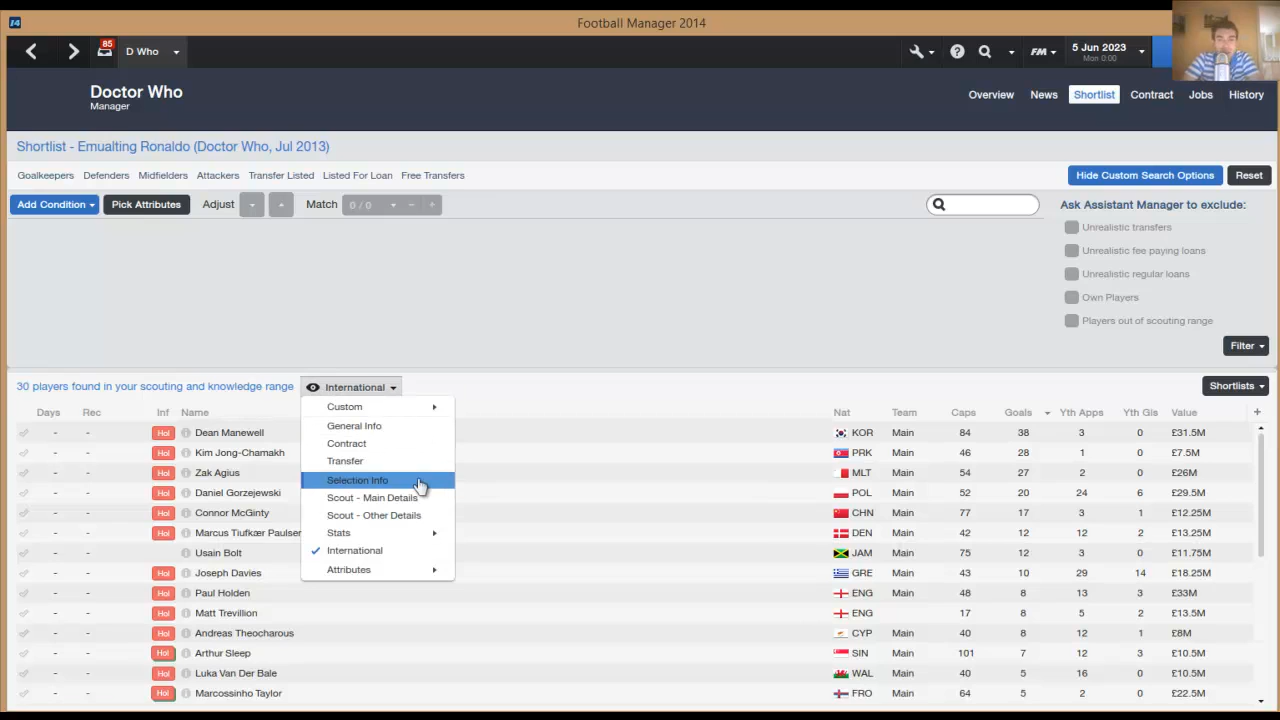 14
Football Manager 2014
85
D Who
FM
5 Jun 2023
Mon 0:00
Doctor Who
Manager
Overview News Shortlist Contract Jobs History
Shortlist - Emualting Ronaldo (Doctor Who, Jul 2013)
Goalkeepers Defenders Midfielders Attackers Transfer Listed Listed For Loan Free Transfers Hide Custom Search Options Reset
Add Condition Pick Attributes Adjust Match 0 / 0 Ask Assistant Manager to exclude:
Unrealistic transfers
Unrealistic fee paying loans
Unrealistic regular loans
Own Players
Players out of scouting range
Filter
30 players found in your scouting and knowledge range International Shortlists
Custom
General Info
Contract
Transfer
Selection Info
Scout - Main Details
Scout - Other Details
Stats
International
Attributes
Days Rec Inf Name Nat Team Caps Goals Yth Apps Yth Gls Value +
- - Hol Dean Manewell KOR Main 84 38 3 0 £31.5M
- - Hol Kim Jong-Chamakh PRK Main 46 28 1 0 £7.5M
- - Hol Zak Agius MLT Main 54 27 2 0 £26M
- - Hol Daniel Gorzejewski POL Main 52 20 24 6 £29.5M
- - Hol Connor McGinty CHN Main 77 17 3 1 £12.25M
- - Hol Marcus Tiufkær Paulsen DEN Main 42 12 12 2 £13.25M
- - Usain Bolt JAM Main 75 12 3 0 £11.75M
- - Hol Joseph Davies GRE Main 43 10 29 14 £18.25M
- - Hol Paul Holden ENG Main 48 8 13 3 £33M
- - Hol Matt Trevillion ENG Main 17 8 5 2 £13.5M
- - Hol Andreas Theocharous CYP Main 40 8 12 1 £8M
- - Hol Arthur Sleep SIN Main 101 7 12 3 £10.5M
- - Hol Luka Van Der Bale WAL Main 40 5 16 0 £10.5M
- - Hol Marcossinho Taylor FRO Main 64 5 2 0 £22.5M